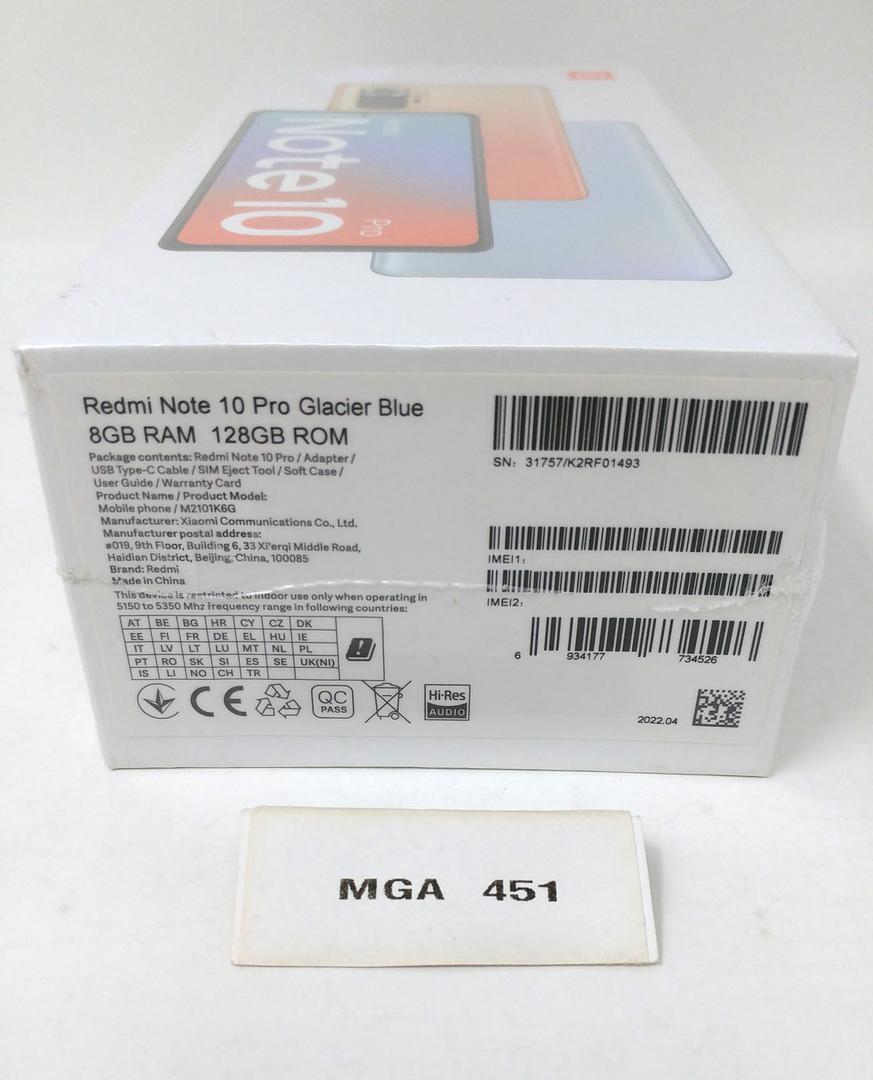 Note 10
Pro
Redmi Note 10 Pro Glacier Blue
8GB RAM 128GB ROM
Package contents: Redmi Note 10 Pro / Adapter /
USB Type-C Cable / SIM Eject Tool / Soft Case /
User Guide / Warranty Card
Product Name / Product Model:
Mobile phone / M2101K6G
Manufacturer: Xiaomi Communications Co., Ltd.
Manufacturer postal address:
#019, 9th Floor, Building 6, 33 Xi'erqi Middle Road,
Haidian District, Beijing, China, 100085
Brand: Redmi
Made in China
This device is restricted to indoor use only when operating in
5150 to 5350 Mhz frequency range in following countries:
AT BE BG HR CY CZ DK
EE FI FR DE EL HU IE
IT LV LT LU MT NL PL
PT RO SK SI ES SE UK(NI)
IS LI NO CH TR
CE
QC
PASS
Hi-Res
AUDIO
SN: 31757/K2RF01493
IMEI1:
IMEI2:
6 934177 734526
2022.04
MGA 451